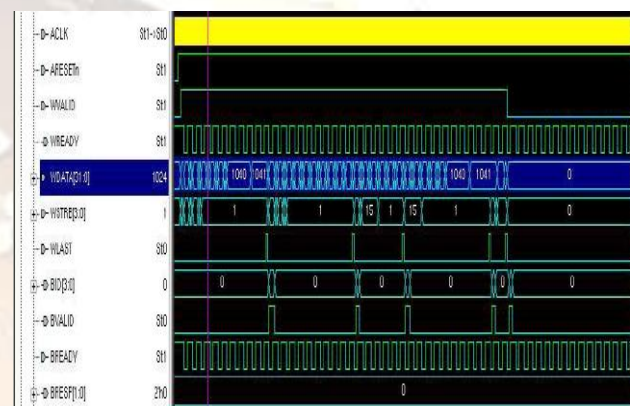 D- ACLK St1->St0
D- ARESETn St1
D- WVALID St1
D- WREADY St1
D- WDATA[31:0] 1024 1040 1041 1040 1041 0
D- WSTRB[3:0] 1 1 1 15 1 15 1 0
D- WLAST St0
D- BID[3:0] 0 0 0 0 0 0 0
D- BVALID St0
D- BREADY St1
D- BRESP[1:0] 2'h0 0